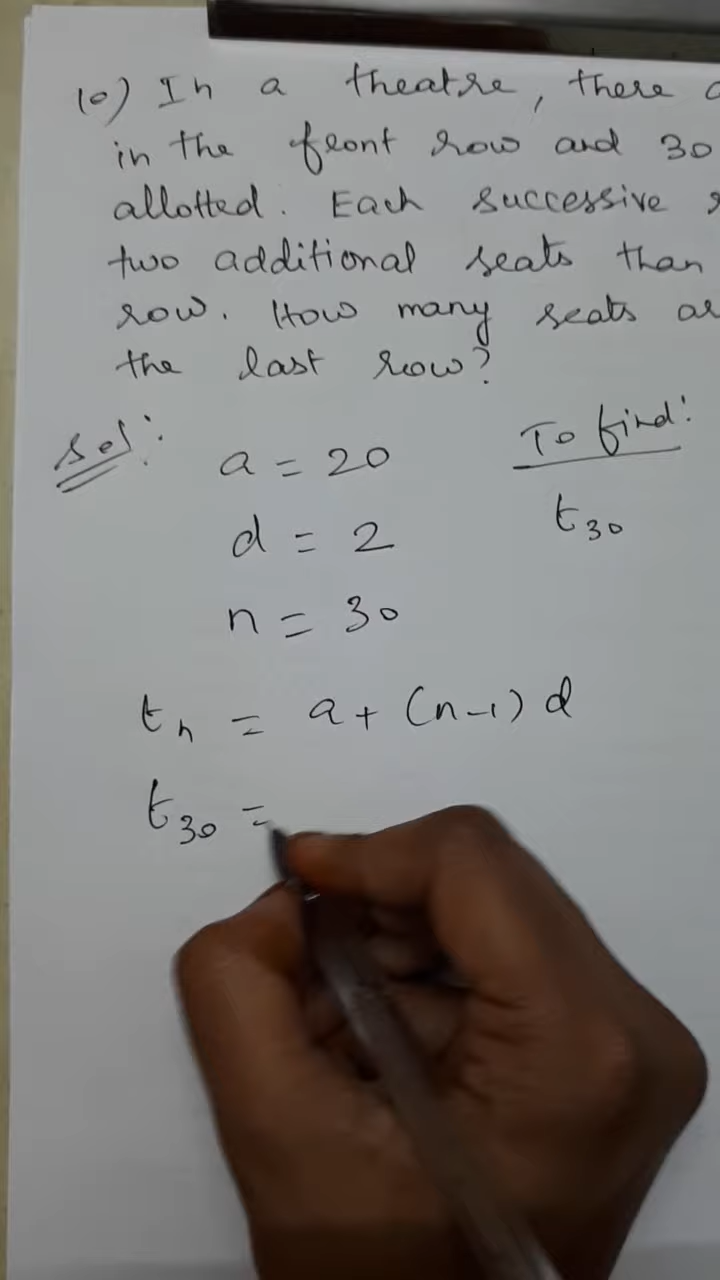 10) In a theatre, there
in the front row and 30
allotted. Each successive
two additional seats than
row. How many seats
the last row?
Sol:
To find:
a = 20
t30
d = 2
n = 30
tn = a + (n-1) d
t30 =